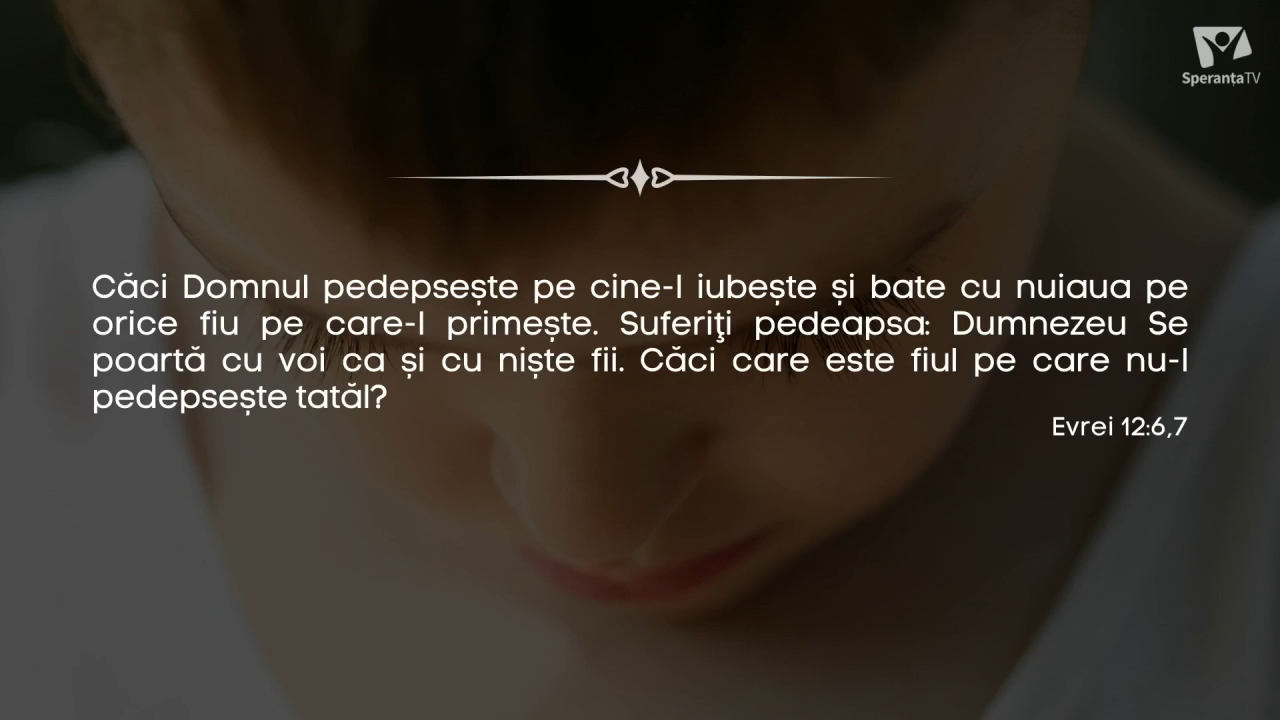 SperanțaTV
Căci Domnul pedepsește pe cine-l iubește și bate cu nuiaua pe
orice fiu pe care-l primește. Suferiţi pedeapsa: Dumnezeu Se
poartă cu voi ca și cu niște fii. Căci care este fiul pe care nu-l
pedepsește tatăl?
Evrei 12:6,7